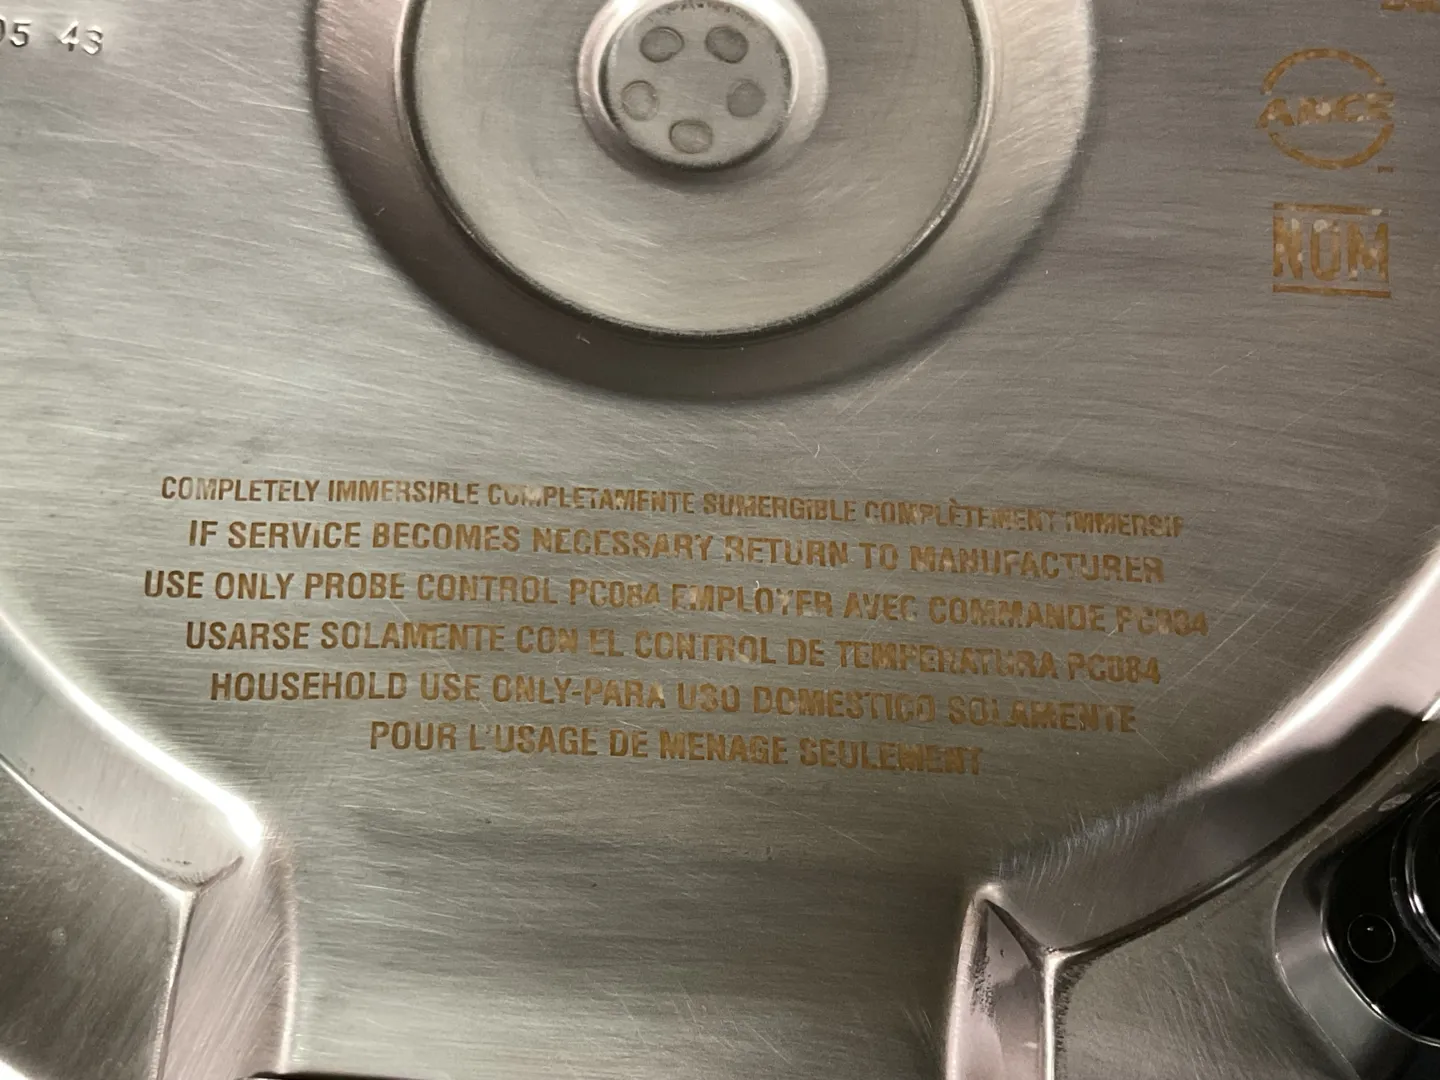 05 43
AMCE
NOM
COMPLETELY IMMERSIBLE COMPLETAMENTE SUMERGIBLE COMPLÈTEMENT IMMERSIF
IF SERVICE BECOMES NECESSARY RETURN TO MANUFACTURER
USE ONLY PROBE CONTROL PC084 EMPLOYER AVEC COMMANDE PC084
USARSE SOLAMENTE CON EL CONTROL DE TEMPERATURA PC084
HOUSEHOLD USE ONLY-PARA USO DOMESTICO SOLAMENTE
POUR L'USAGE DE MENAGE SEULEMENT